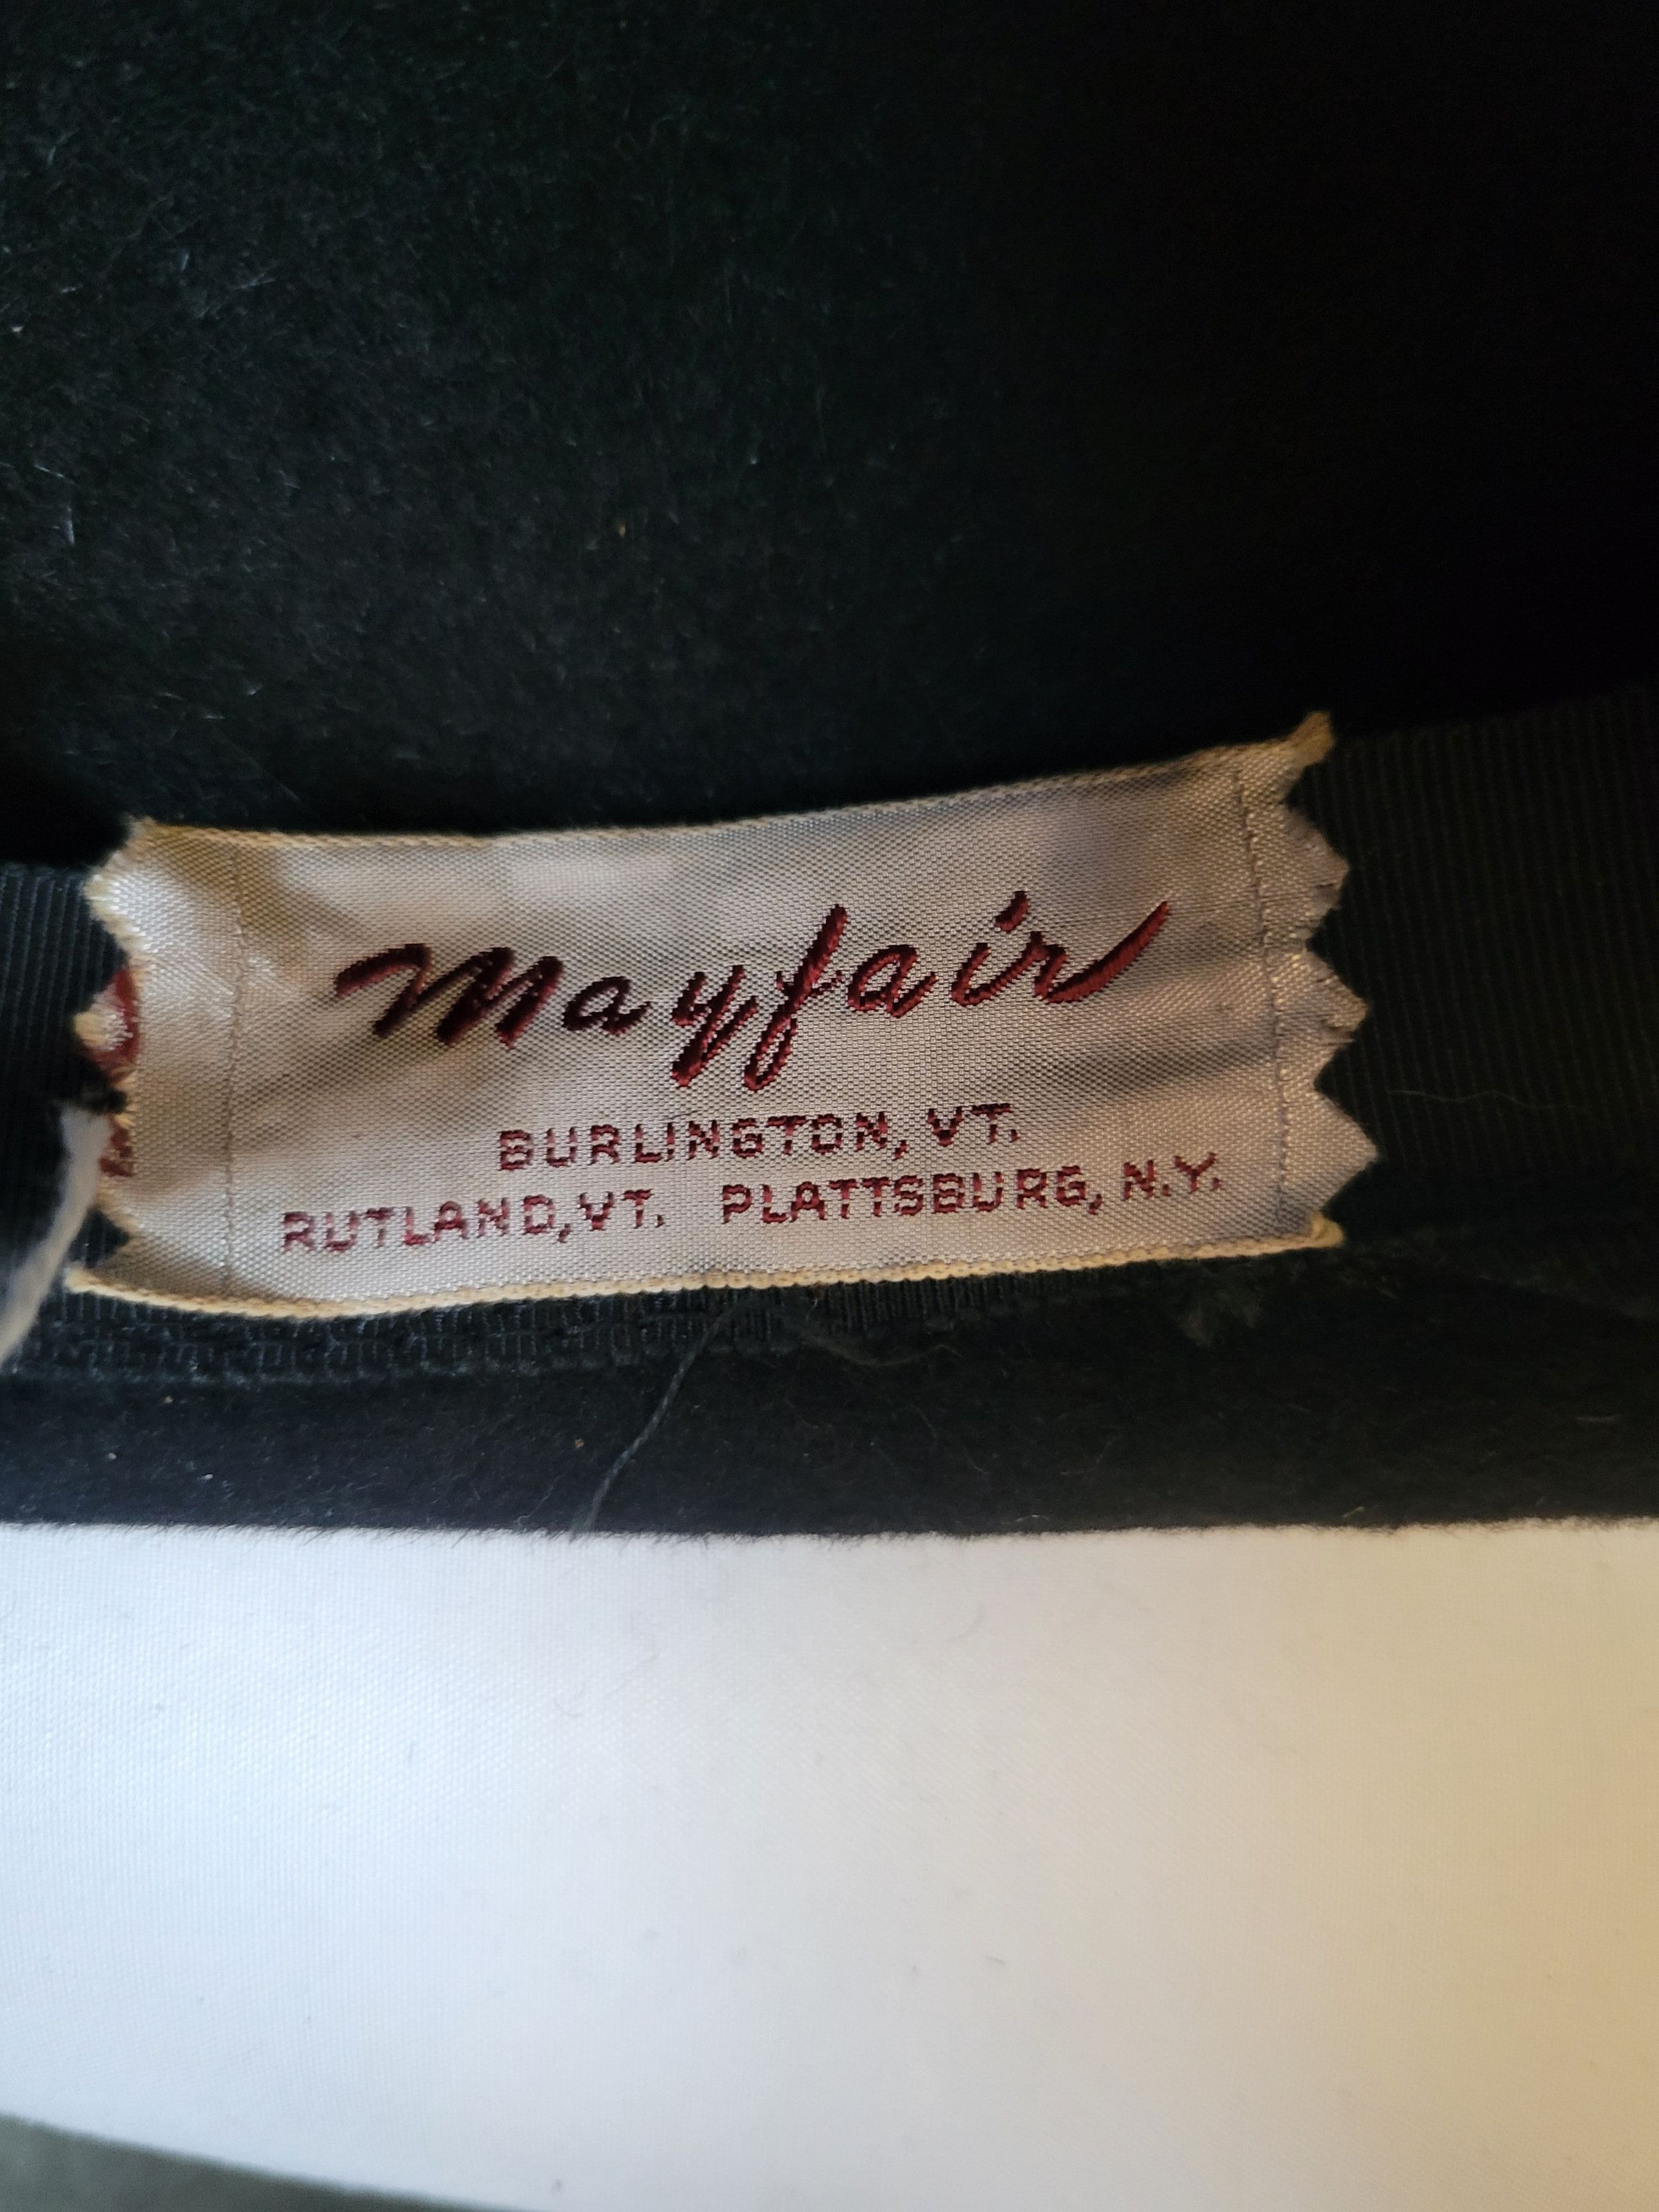 Mayfair
BURLINGTON, VT.
RUTLAND, VT. PLATTSBURG, N.Y.